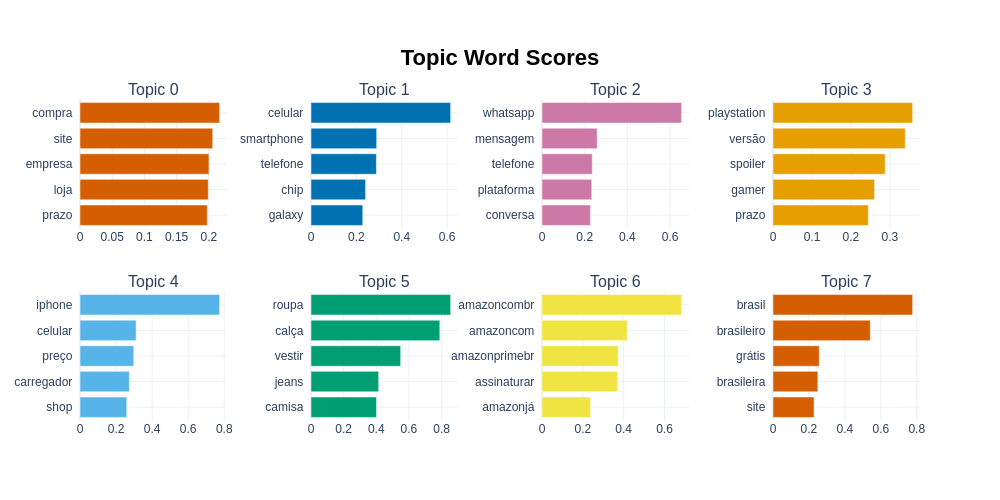 Topic Word Scores
Topic 0
compra
site
empresa
loja
prazo
0 0.05 0.1 0.15 0.2
Topic 1
celular
smartphone
telefone
chip
galaxy
0 0.2 0.4 0.6
Topic 2
whatsapp
mensagem
telefone
plataforma
conversa
0 0.2 0.4 0.6
Topic 3
playstation
versão
spoiler
gamer
prazo
0 0.1 0.2 0.3
Topic 4
iphone
celular
preço
carregador
shop
0 0.2 0.4 0.6 0.8
Topic 5
roupa
calça
vestir
jeans
camisa
0 0.2 0.4 0.6 0.8
Topic 6
amazoncombr
amazoncom
amazonprimebr
assinaturar
amazonjá
0 0.2 0.4 0.6
Topic 7
brasil
brasileiro
grátis
brasileira
site
0 0.2 0.4 0.6 0.8